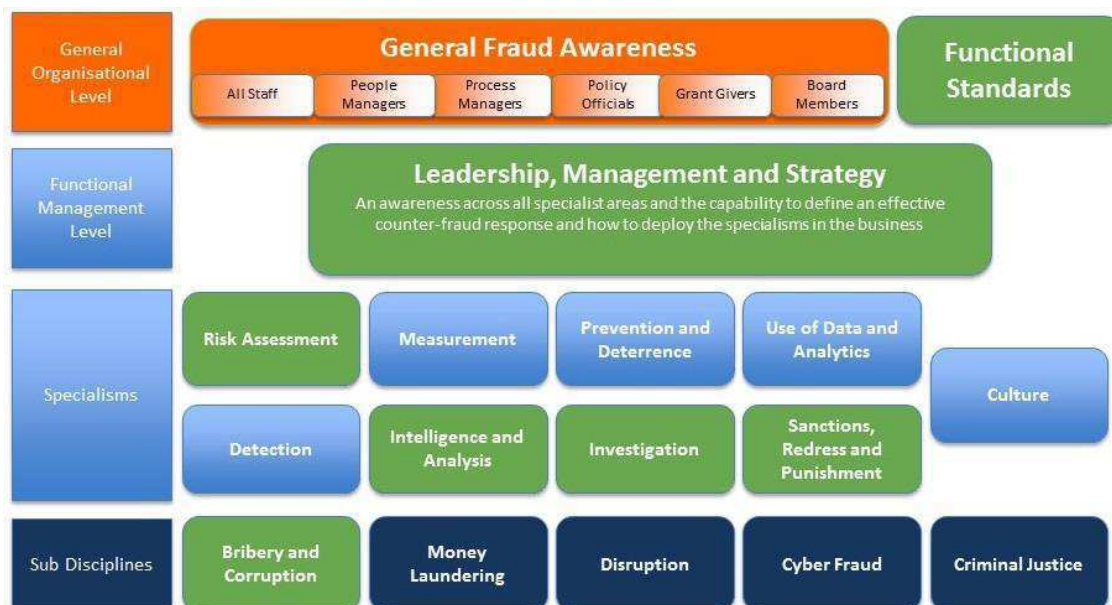 General
Organisational
Level
General Fraud Awareness
All Staff
People
Managers
Process
Managers
Policy
Officials
Grant Givers
Board
Members
Functional
Standards
Functional
Management
Level
Leadership, Management and Strategy
An awareness across all specialist areas and the capability to define an effective
counter-fraud response and how to deploy the specialisms in the business
Specialisms
Risk Assessment
Measurement
Prevention and
Deterrence
Use of Data and
Analytics
Culture
Detection
Intelligence and
Analysis
Investigation
Sanctions,
Redress and
Punishment
Sub Disciplines
Bribery and
Corruption
Money
Laundering
Disruption
Cyber Fraud
Criminal Justice